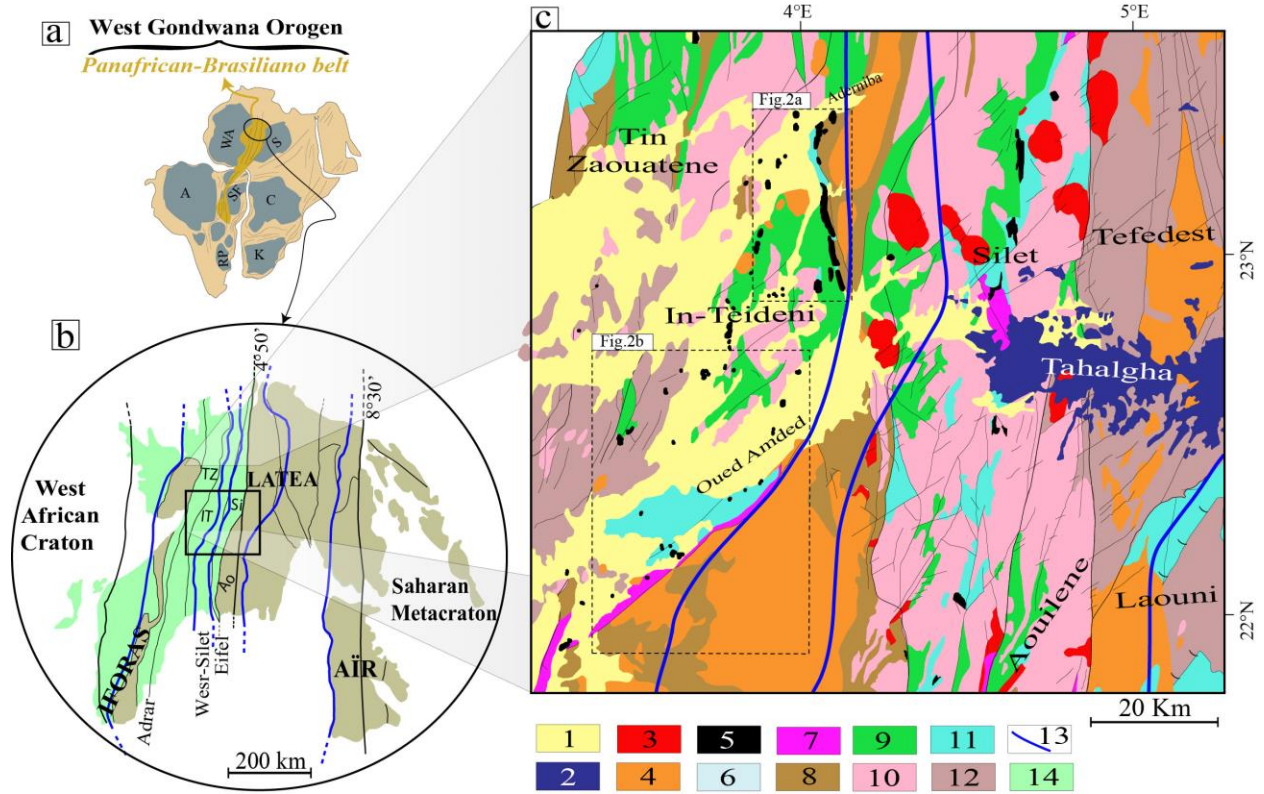 a
West Gondwana Orogen
Panafrican-Brasiliano belt
WA
S
A
SF
C
RP
K
b
4°50'
8°30'
West
African
Craton
TZ
LATEA
IT
Si
Ao
Saharan
Metacraton
IFORAS
Adrar
Wesr-Silet
Eifel
AÏR
200 km
c
4°E
5°E
Fig.2a
Ademiba
Tin
Zaouatene
Silet
Tefedest
23°N
In-Teideni
Fig.2b
Tahalgha
Oued Amded
Aouilene
Laouni
22°N
20 Km
1
3
5
7
9
11
13
2
4
6
8
10
12
14